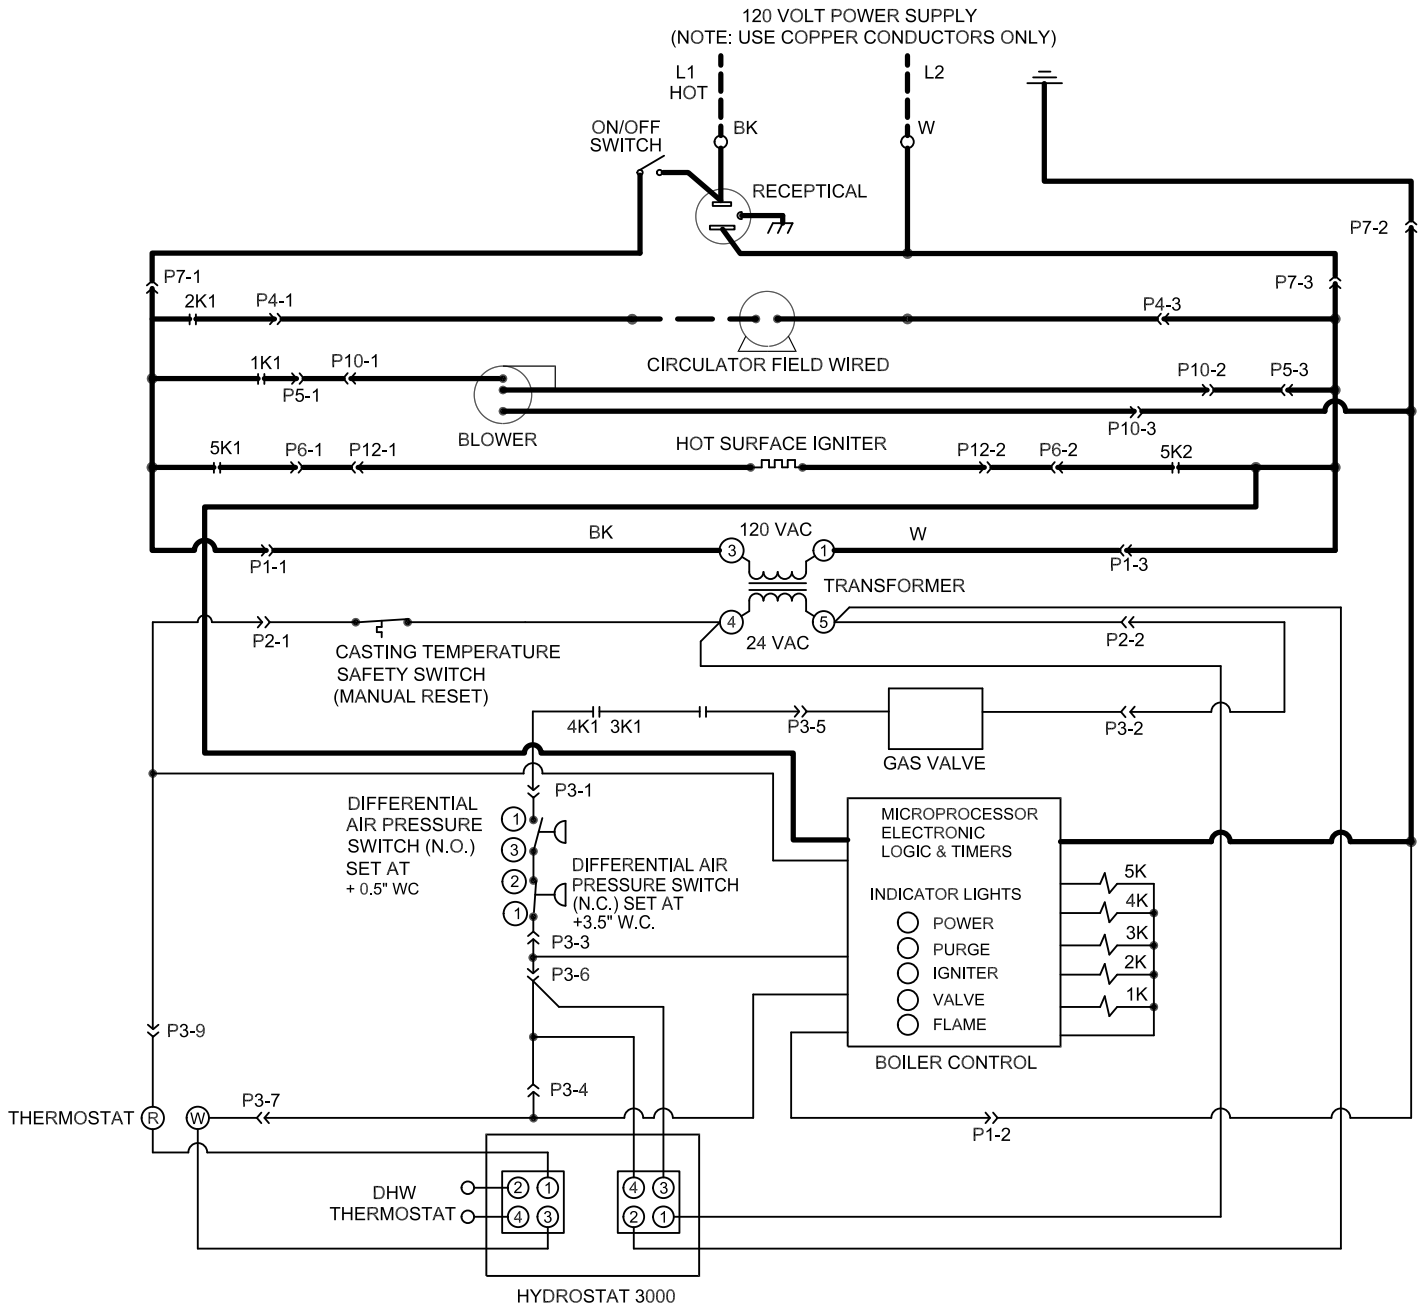 120 VOLT POWER SUPPLY
(NOTE: USE COPPER CONDUCTORS ONLY)
L1
HOT
L2
ON/OFF
SWITCH
BK
W
RECEPTICAL
P7-2
P7-1
P7-3
2K1
P4-1
P4-3
CIRCULATOR FIELD WIRED
1K1
P10-1
P5-1
P10-2
P5-3
P10-3
BLOWER
5K1
P6-1
P12-1
HOT SURFACE IGNITER
P12-2
P6-2
5K2
BK
120 VAC
W
3
1
P1-1
P1-3
TRANSFORMER
4
5
24 VAC
P2-1
P2-2
CASTING TEMPERATURE
SAFETY SWITCH
(MANUAL RESET)
4K1
3K1
P3-5
P3-2
GAS VALVE
P3-1
DIFFERENTIAL
AIR PRESSURE
SWITCH (N.O.)
SET AT
+ 0.5" WC
1
3
2
1
DIFFERENTIAL AIR
PRESSURE SWITCH
(N.C.) SET AT
+3.5" W.C.
MICROPROCESSOR
ELECTRONIC
LOGIC & TIMERS
INDICATOR LIGHTS
POWER
PURGE
IGNITER
VALVE
FLAME
BOILER CONTROL
5K
4K
3K
2K
1K
P3-3
P3-6
P3-9
P3-4
P3-7
P1-2
THERMOSTAT
R
W
DHW
THERMOSTAT
2 1
4 3
4 3
2 1
HYDROSTAT 3000